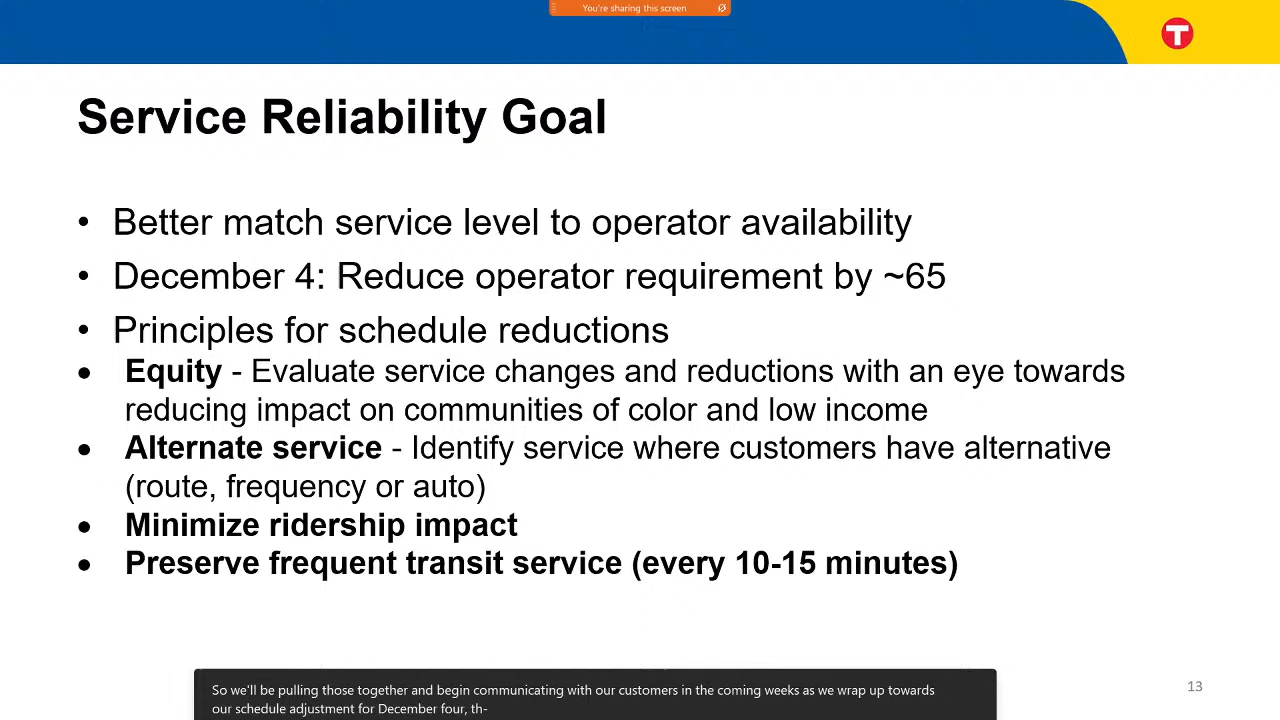 You're sharing this screen
T
Service Reliability Goal
• Better match service level to operator availability
• December 4: Reduce operator requirement by ~65
• Principles for schedule reductions
• Equity - Evaluate service changes and reductions with an eye towards
reducing impact on communities of color and low income
• Alternate service - Identify service where customers have alternative
(route, frequency or auto)
• Minimize ridership impact
• Preserve frequent transit service (every 10-15 minutes)
So we'll be pulling those together and begin communicating with our customers in the coming weeks as we wrap up towards
our schedule adjustment for December four, th-
13